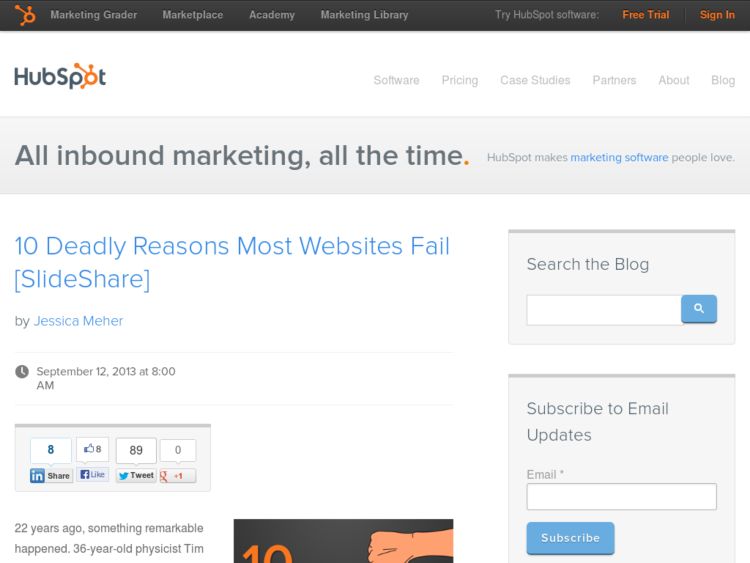 Marketing Grader Marketplace Academy Marketing Library Try HubSpot software: Free Trial Sign In
HubSpot
Software Pricing Case Studies Partners About Blog
All inbound marketing, all the time. HubSpot makes marketing software people love.
10 Deadly Reasons Most Websites Fail
[SlideShare]
by Jessica Meher
September 12, 2013 at 8:00
AM
8 8 89 0
in Share f Like Tweet g +1
22 years ago, something remarkable
happened. 36-year-old physicist Tim
10
Search the Blog
Subscribe to Email
Updates
Email *
Subscribe